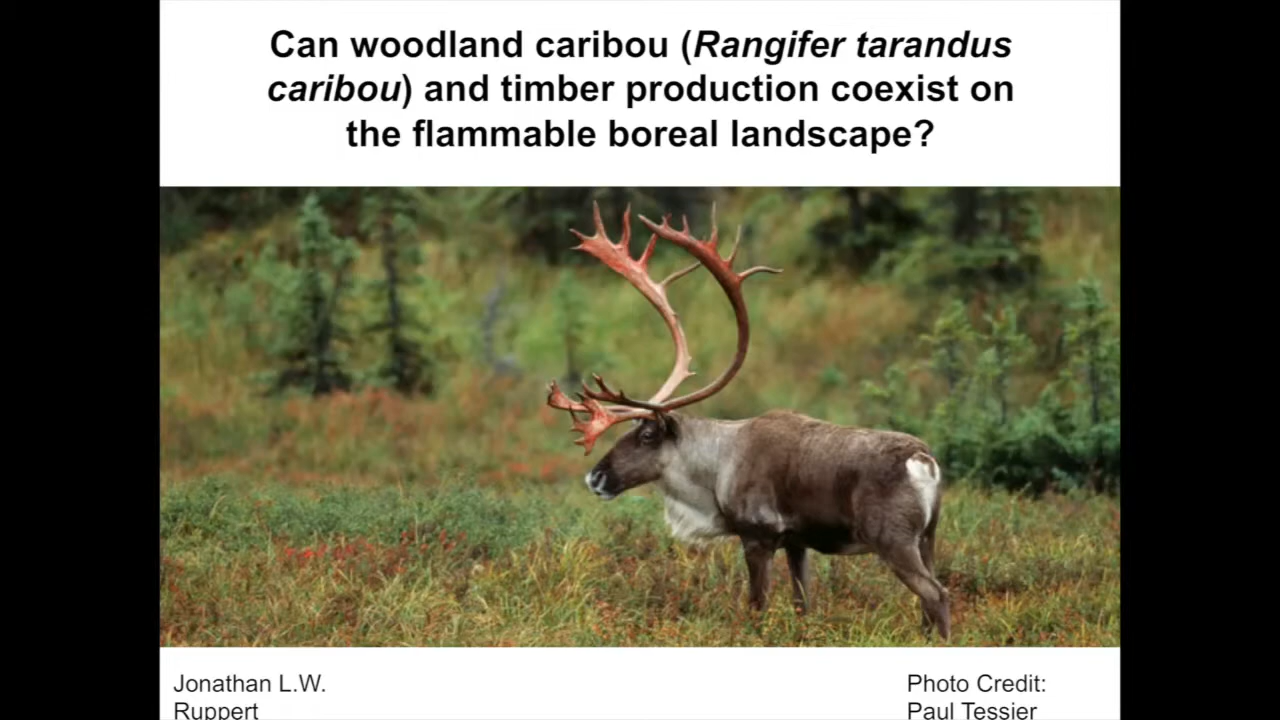 Can woodland caribou (Rangifer tarandus
caribou) and timber production coexist on
the flammable boreal landscape?
Jonathan L.W.
Ruppert
Photo Credit:
Paul Tessier